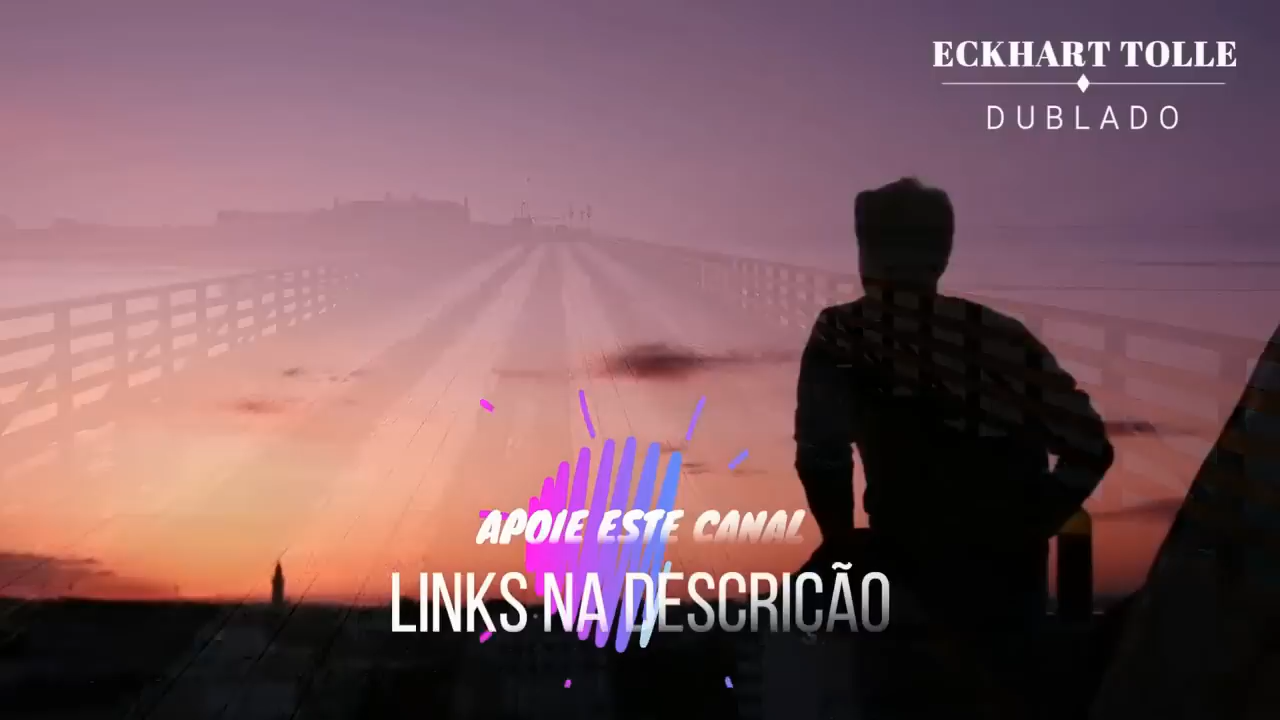 ECKHART TOLLE
DUBLADO
APOIE ESTE CANAL
LINKS NA DESCRIÇÃO